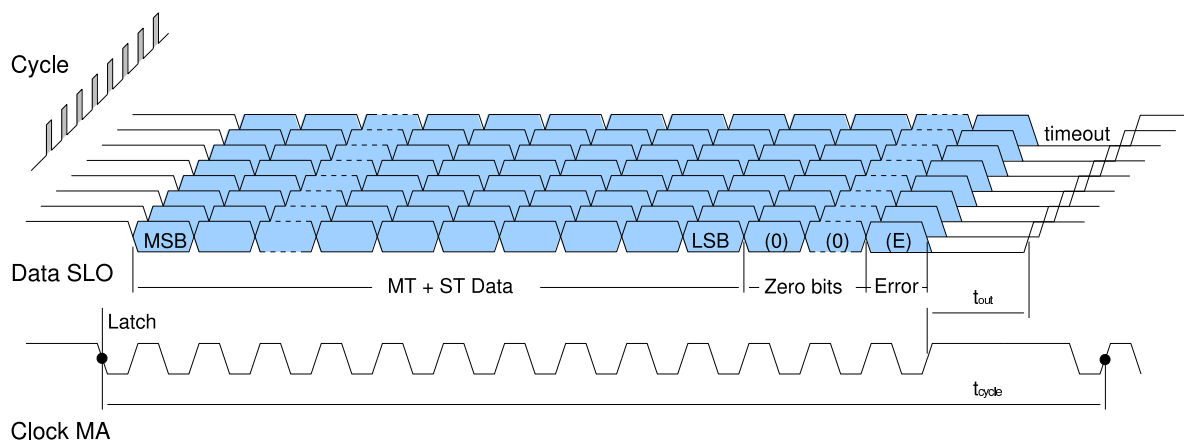 Cycle
timeout
MSB
LSB
(0)
(0)
(E)
Data SLO
MT + ST Data
Zero bits
Error
tout
Latch
tcycle
Clock MA